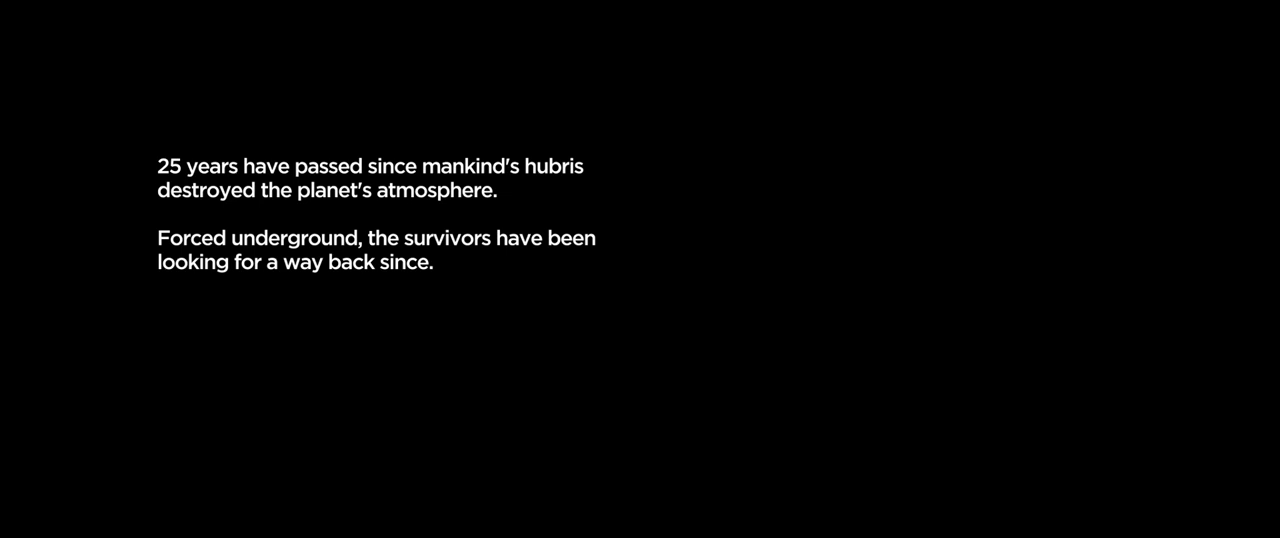 25 years have passed since mankind's hubris
destroyed the planet's atmosphere.
Forced underground, the survivors have been
looking for a way back since.